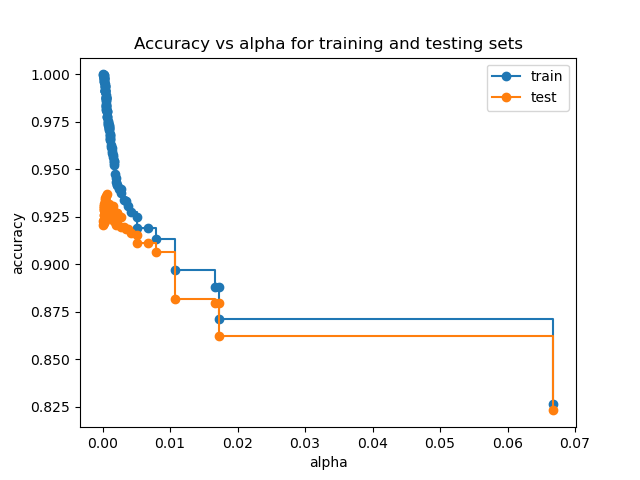 Accuracy vs alpha for training and testing sets
train
test
1.000
0.975
0.950
0.925
0.900
0.875
0.850
0.825
accuracy
0.00 0.01 0.02 0.03 0.04 0.05 0.06 0.07
alpha